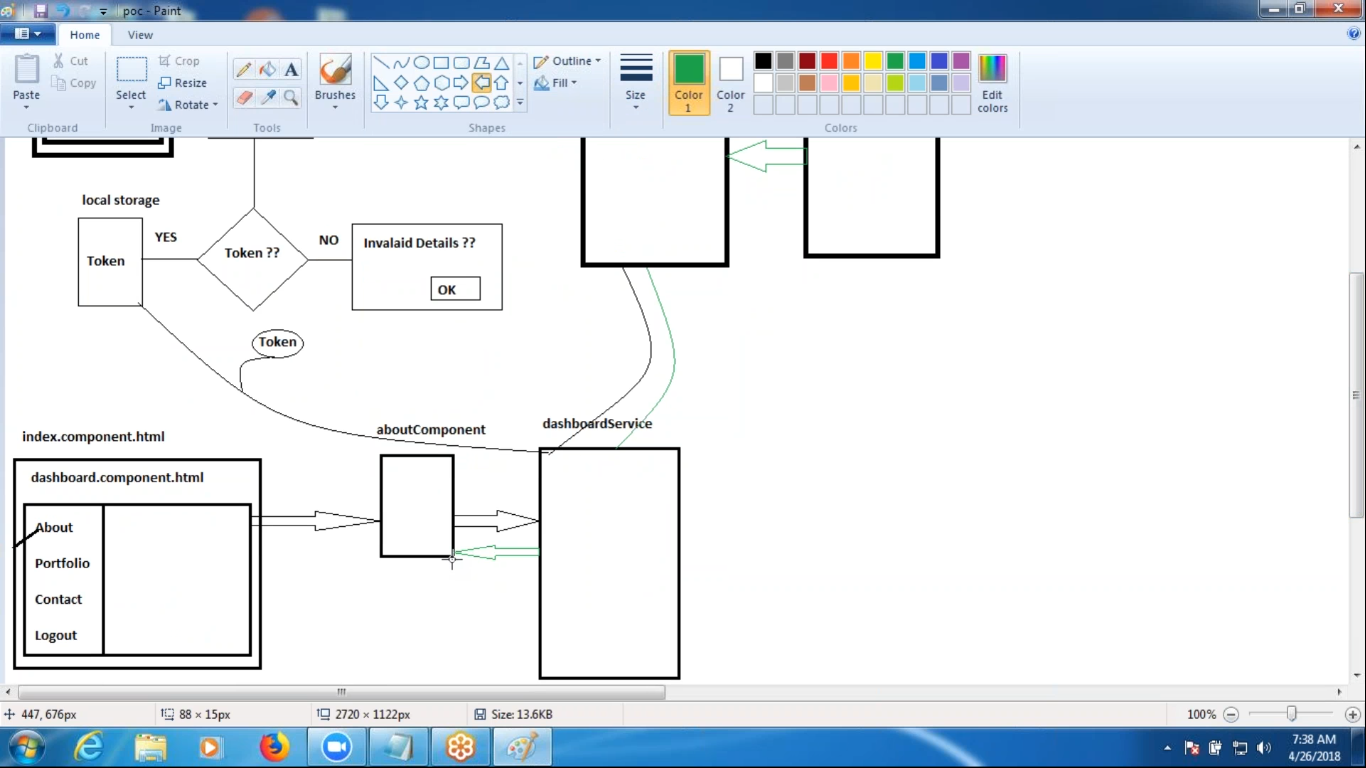 poc - Paint
Home
View
Paste
Cut
Copy
Clipboard
Select
Crop
Resize
Rotate
Image
A
Tools
Brushes
Shapes
Outline
Fill
Size
Color
1
Color
2
Edit
colors
Colors
local storage
Token
YES
Token ??
NO
Invalaid Details ??
OK
Token
index.component.html
dashboard.component.html
About
Portfolio
Contact
Logout
aboutComponent
dashboardService
447, 676px
88 × 15px
2720 × 1122px
Size: 13.6KB
100%
7:38 AM
4/26/2018